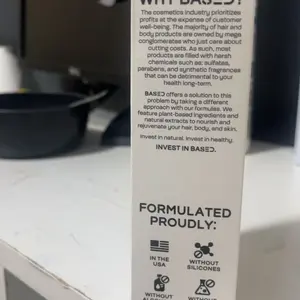 WHY BASED?
The cosmetics industry prioritizes
profits at the expense of customer
well-being. The majority of hair and
body products are owned by mega
conglomerates who just care about
cutting costs. As such, most
products are filled with harsh
chemicals such as; sulfates,
parabens, and synthetic fragrances
that can be detrimental to your
health long-term.
BASED offers a solution to this
problem by taking a different
approach with our formulas. We
feature plant-based ingredients and
natural extracts to nourish and
rejuvenate your hair, body, and skin.
Invest in natural. Invest in healthy.
INVEST IN BASED.
FORMULATED
PROUDLY:
IN THE
USA
WITHOUT
SILICONES
WITHOUT
WITHOUT